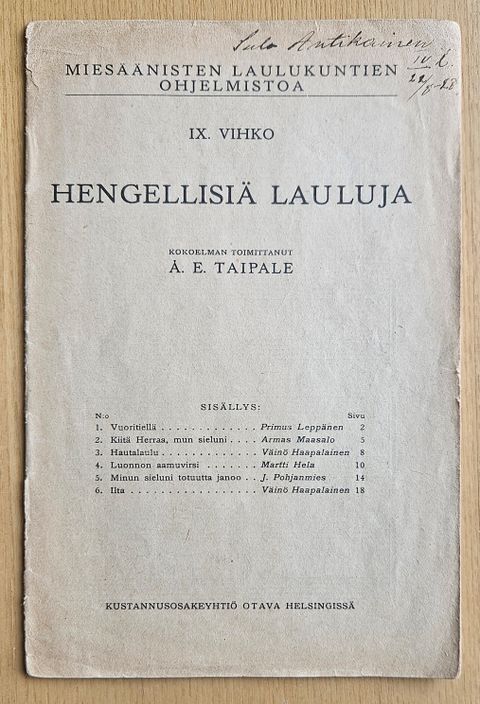 Sulo Antikainen
IV l.
22/5-28.
MIESÄÄNISTEN LAULUKUNTIEN
OHJELMISTOA
IX. VIHKO
HENGELLISIÄ LAULUJA
KOKOELMAN TOIMITTANUT
A. E. TAIPALE
SISÄLLYS:
N:o Sivu
1. Vuoritiellä . . . . . . . . . . . . . Primus Leppänen 2
2. Kiitä Herraa, mun sieluni . . . . Armas Maasalo 5
3. Hautalaulu . . . . . . . . . . . . . Väinö Haapalainen 8
4. Luonnon aamuvirsi . . . . . . . Martti Hela 10
5. Minun sieluni totuutta janoo . . J. Pohjanmies 14
6. Ilta . . . . . . . . . . . . . . . . . Väinö Haapalainen 18
KUSTANNUSOSAKEYHTIÖ OTAVA HELSINGISSÄ